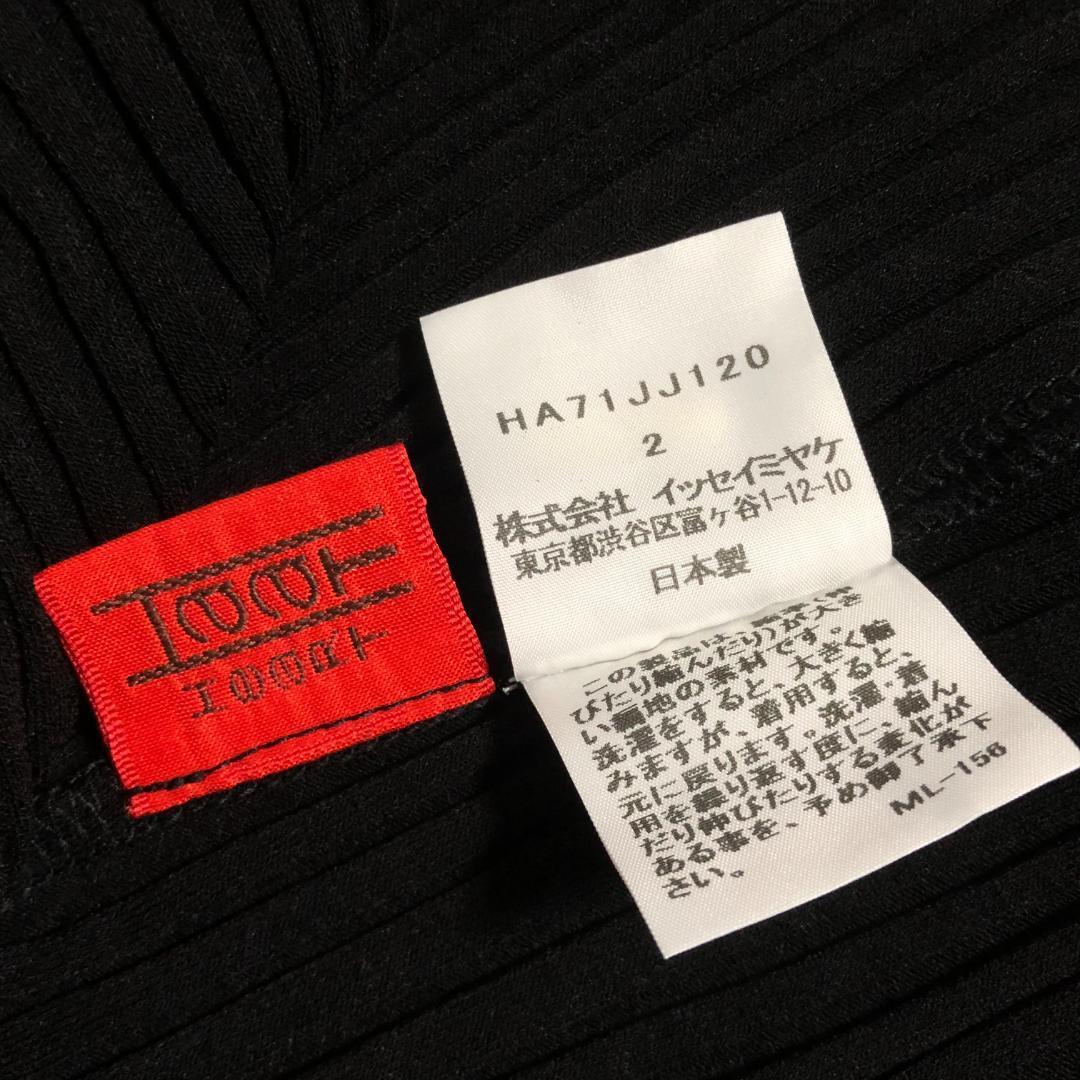 HA71JJ120
2
株式会社 イッセイミヤケ
東京都渋谷区富ヶ谷1-12-10
日本製
この製品は
びたり縮んだり)が大き
い編地の素材です。
洗濯をすると、大きく縮
みますが、着用すると、
元に戻ります。洗濯・着
用を繰り返す度に、縮ん
だり伸びたりする変化が
ある事を、予め御了承下
さい。
ML-156